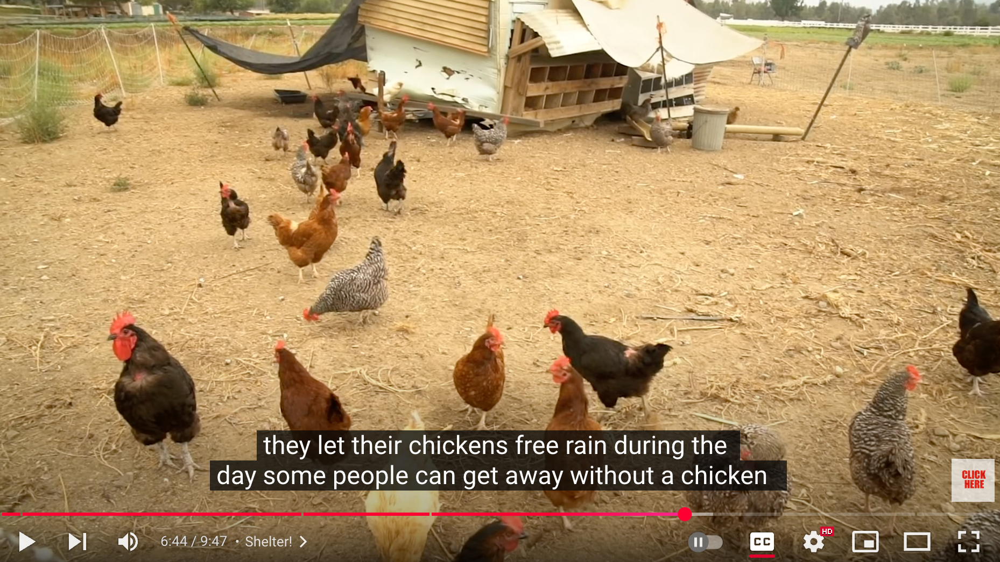 they let their chickens free rain during the
day some people can get away without a chicken
CLICK
HERE
6:44 / 9:47 • Shelter!
CC
HD